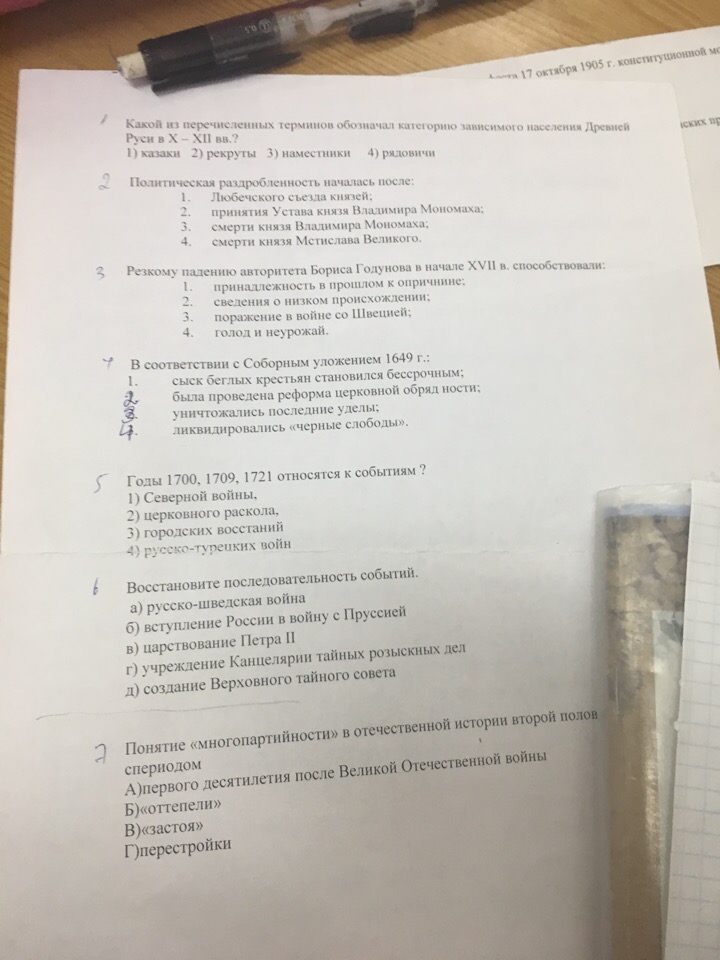 17 октября 1905 г. конституционной мо
ских пр
1 Какой из перечисленных терминов обозначал категорию зависимого населения Древней
Руси в X – XII вв.?
1) казаки 2) рекруты 3) наместники 4) рядовичи
2 Политическая раздробленность началась после:
1. Любечского съезда князей;
2. принятия Устава князя Владимира Мономаха;
3. смерти князя Владимира Мономаха;
4. смерти князя Мстислава Великого.
3 Резкому падению авторитета Бориса Годунова в начале XVII в. способствовали:
1. принадлежность в прошлом к опричнине;
2. сведения о низком происхождении;
3. поражение в войне со Швецией;
4. голод и неурожай.
4 В соответствии с Соборным уложением 1649 г.:
1. сыск беглых крестьян становился бессрочным;
2. была проведена реформа церковной обряд ности;
3. уничтожались последние уделы;
4. ликвидировались «черные слободы».
5 Годы 1700, 1709, 1721 относятся к событиям ?
1) Северной войны,
2) церковного раскола,
3) городских восстаний
4) русско-турецких войн
6 Восстановите последовательность событий.
а) русско-шведская война
б) вступление России в войну с Пруссией
в) царствование Петра II
г) учреждение Канцелярии тайных розыскных дел
д) создание Верховного тайного совета
7 Понятие «многопартийности» в отечественной истории второй полов
спериодом
А)первого десятилетия после Великой Отечественной войны
Б)«оттепели»
В)«застоя»
Г)перестройки